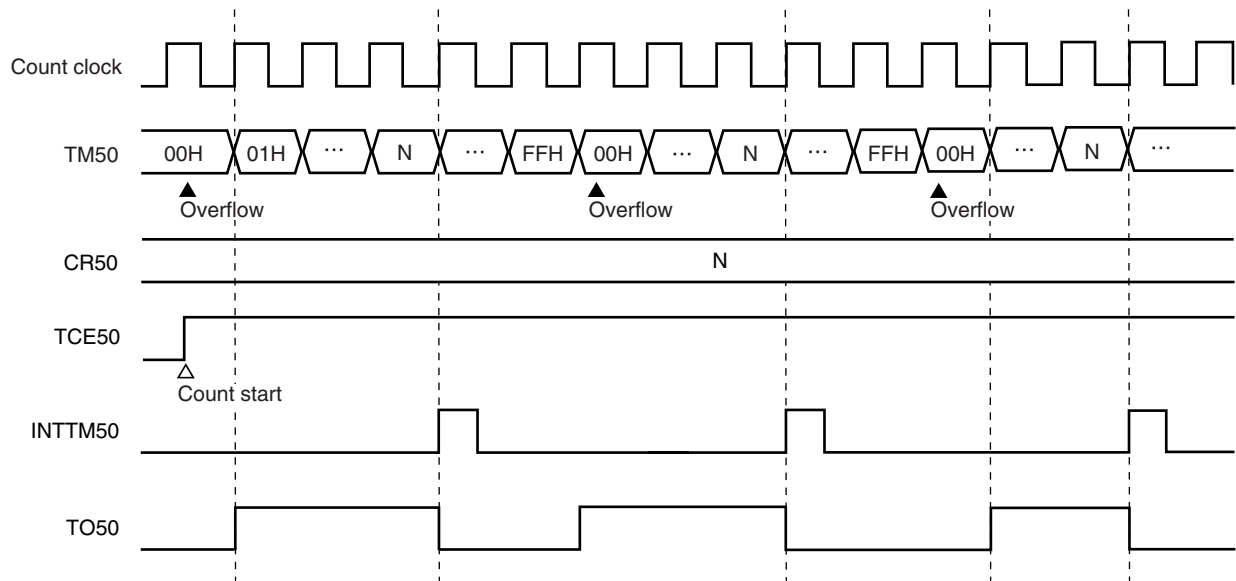 Count clock
TM50 00H 01H ... N ... FFH 00H ... N ... FFH 00H ... N ...
Overflow Overflow Overflow
CR50 N
TCE50
Count start
INTTM50
TO50